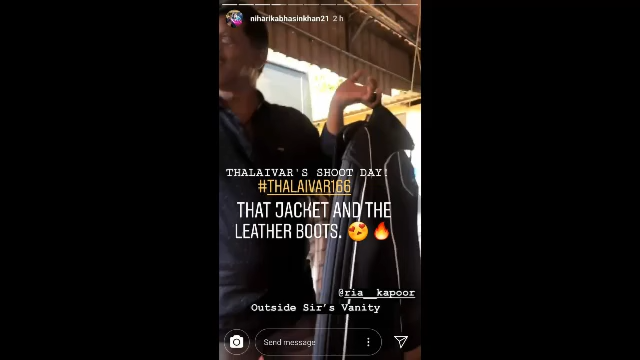 niharikabhasinkhan21 2 h
THALAIVAR'S SHOOT DAY!
#THALAIVAR166
THAT JACKET AND THE
LEATHER BOOTS. 😍🔥
@ria__kapoor
Outside Sir's Vanity
Send message